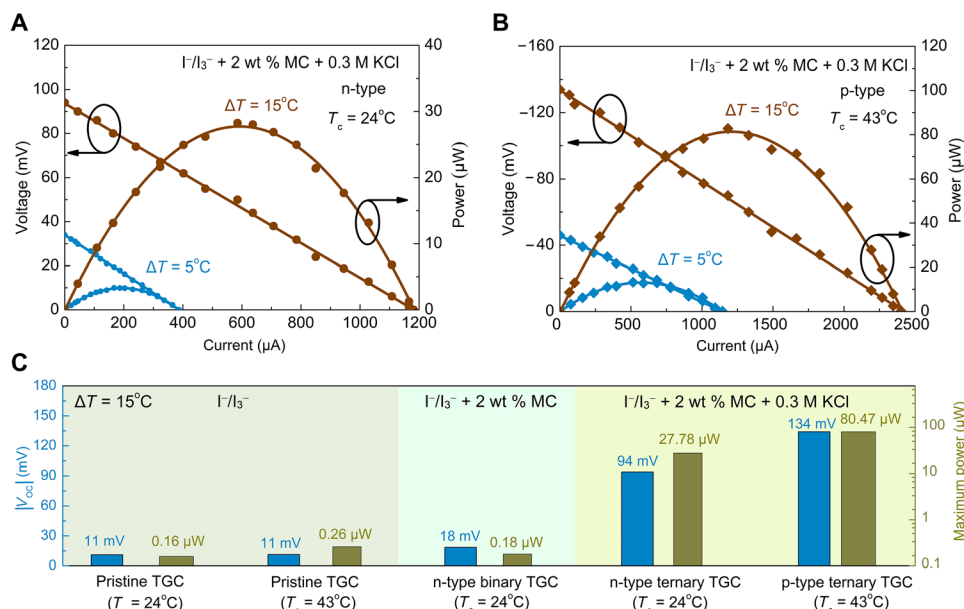 A
I⁻/I₃⁻ + 2 wt % MC + 0.3 M KCl
n-type
ΔT = 15°C
T_c = 24°C
ΔT = 5°C
Voltage (mV)
120
100
80
60
40
20
0
Power (μW)
40
30
20
10
0
0 200 400 600 800 1000 1200
Current (μA)
B
I⁻/I₃⁻ + 2 wt % MC + 0.3 M KCl
p-type
ΔT = 15°C
T_c = 43°C
ΔT = 5°C
Voltage (mV)
−160
−120
−80
−40
−0
Power (μW)
120
100
80
60
40
20
0
0 500 1000 1500 2000 2500
Current (μA)
C
ΔT = 15°C I⁻/I₃⁻ I⁻/I₃⁻ + 2 wt % MC I⁻/I₃⁻ + 2 wt % MC + 0.3 M KCl
|V_OC| (mV)
180
150
120
90
60
30
0
11 mV 0.16 μW 11 mV 0.26 μW 18 mV 0.18 μW 94 mV 27.78 μW 134 mV 80.47 μW
Maximum power (μW)
100
10
1
0.1
Pristine TGC Pristine TGC n-type binary TGC n-type ternary TGC p-type ternary TGC
(T = 24°C) (T = 43°C) (T = 24°C) (T = 24°C) (T = 43°C)